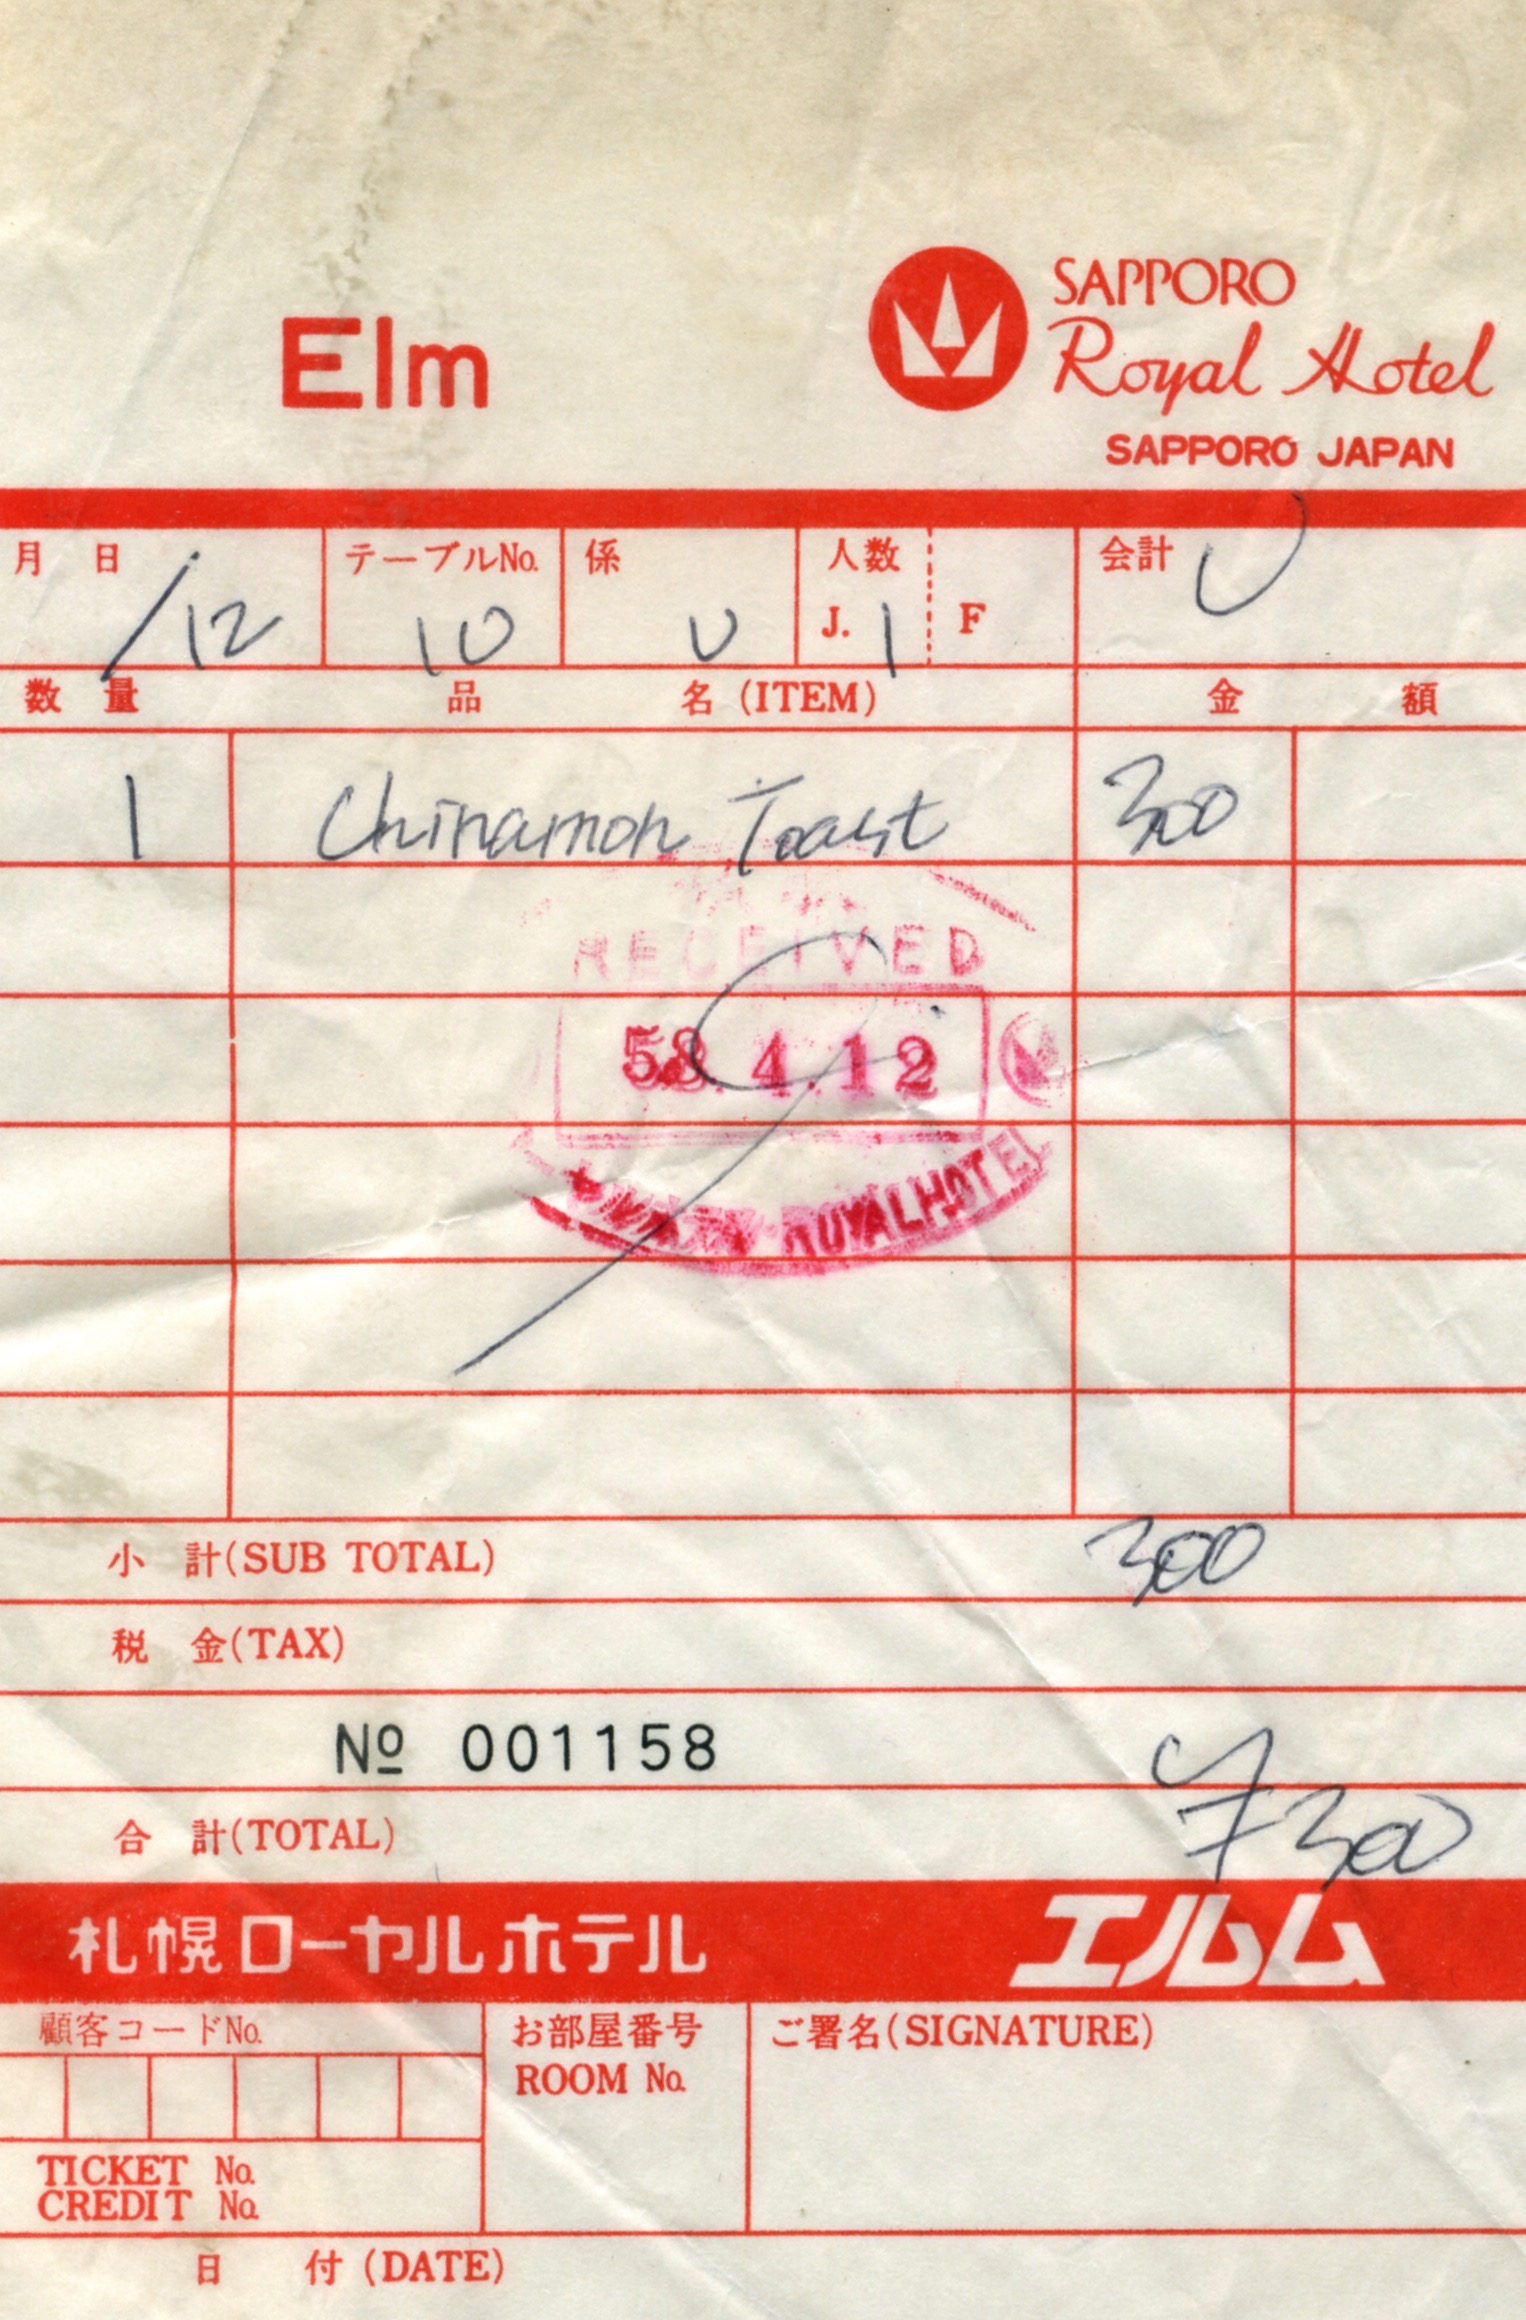 Elm
SAPPORO
Royal Hotel
SAPPORO JAPAN
月 日 テーブルNo. 係 人数 会計
/12 10 U J. 1 F U
数 量 品 名 (ITEM) 金 額
1 Chinamon Toast 300
RECEIVED
58.4.12
ROYAL HOTEL
小 計(SUB TOTAL) 300
税 金(TAX)
No 001158
合 計(TOTAL) ¥300
札幌ローヤルホテル エルム
顧客コードNo. お部屋番号 ご署名(SIGNATURE)
ROOM No.
TICKET No.
CREDIT No.
日 付 (DATE)